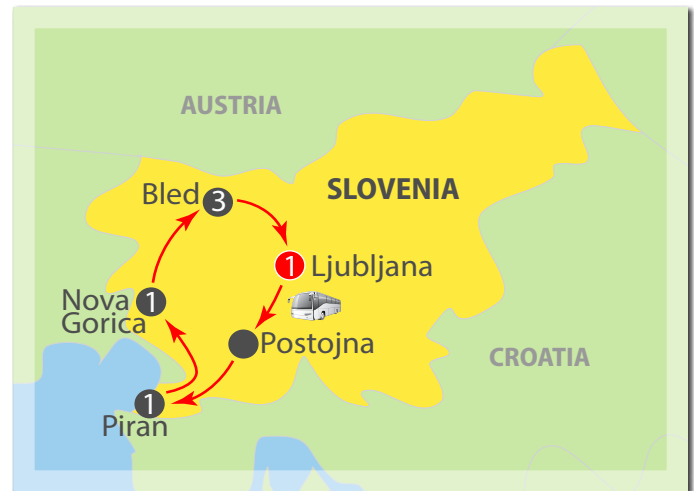 AUSTRIA
Bled 3
SLOVENIA
1 Ljubljana
Nova 1
Gorica
Postojna
CROATIA
1
Piran